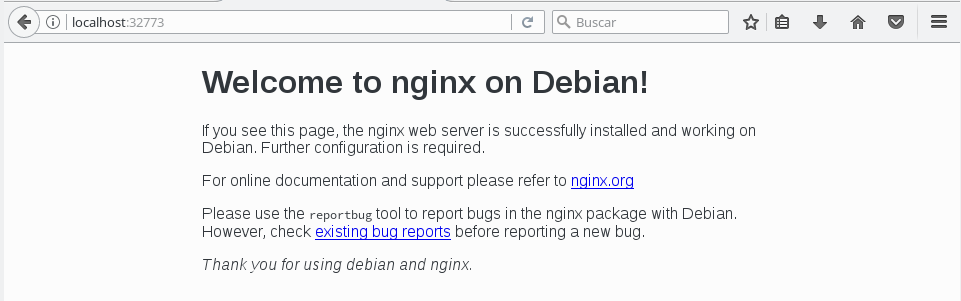 localhost:32773
Buscar
Welcome to nginx on Debian!
If you see this page, the nginx web server is successfully installed and working on
Debian. Further configuration is required.
For online documentation and support please refer to nginx.org
Please use the reportbug tool to report bugs in the nginx package with Debian.
However, check existing bug reports before reporting a new bug.
Thank you for using debian and nginx.